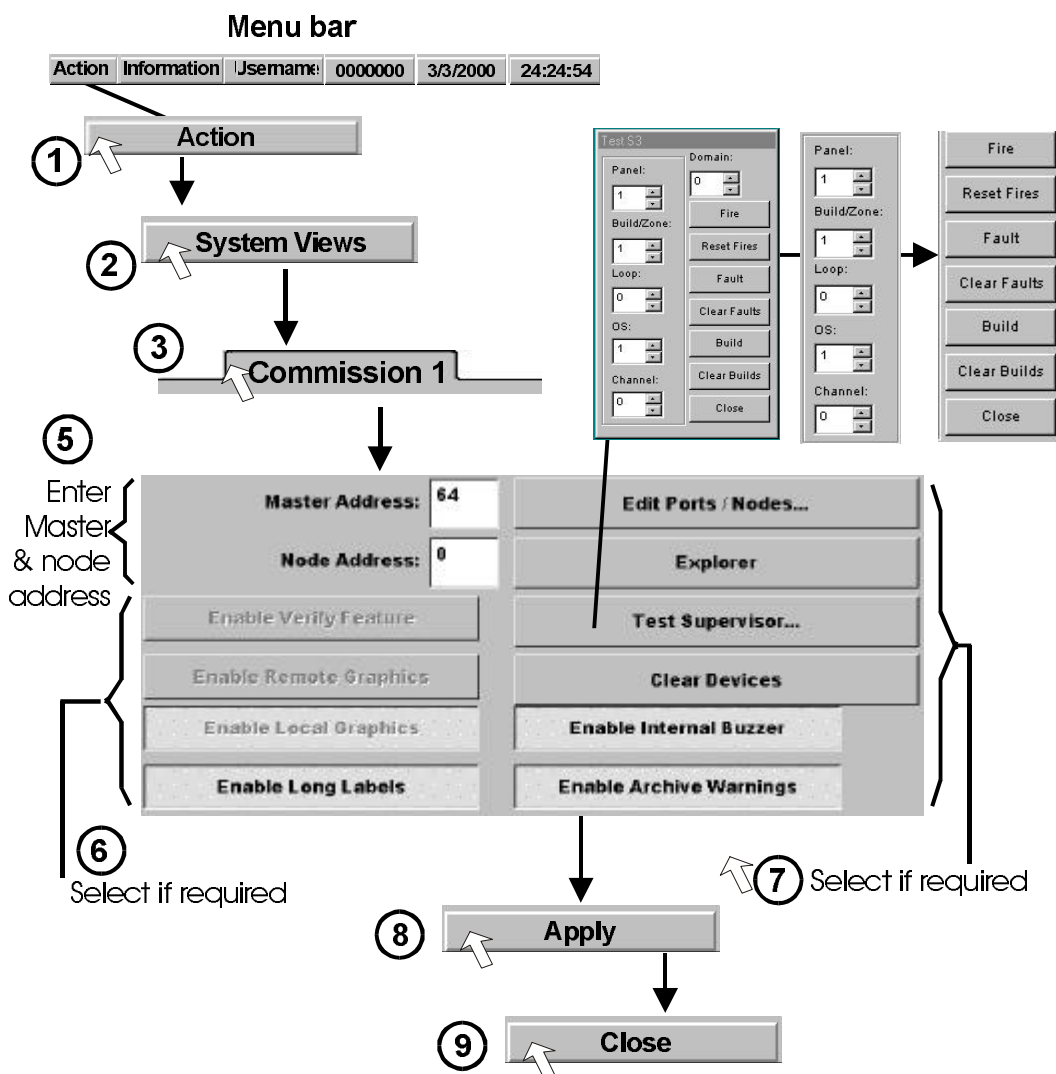 Menu bar
Action Information Username 0000000 3/3/2000 24:24:54
1 Action
2 System Views
3 Commission 1
Test S3
Panel:
1
Build/Zone:
1
Loop:
0
OS:
1
Channel:
0
Domain:
0
Fire
Reset Fires
Fault
Clear Faults
Build
Clear Builds
Close
Panel:
1
Build/Zone:
1
Loop:
0
OS:
1
Channel:
0
Fire
Reset Fires
Fault
Clear Faults
Build
Clear Builds
Close
5
Enter
Master
& node
address
Master Address: 64
Node Address: 0
Enable Verify Feature
Enable Remote Graphics
Enable Local Graphics
Enable Long Labels
Edit Ports / Nodes...
Explorer
Test Supervisor...
Clear Devices
Enable Internal Buzzer
Enable Archive Warnings
6
Select if required
7 Select if required
8 Apply
9 Close